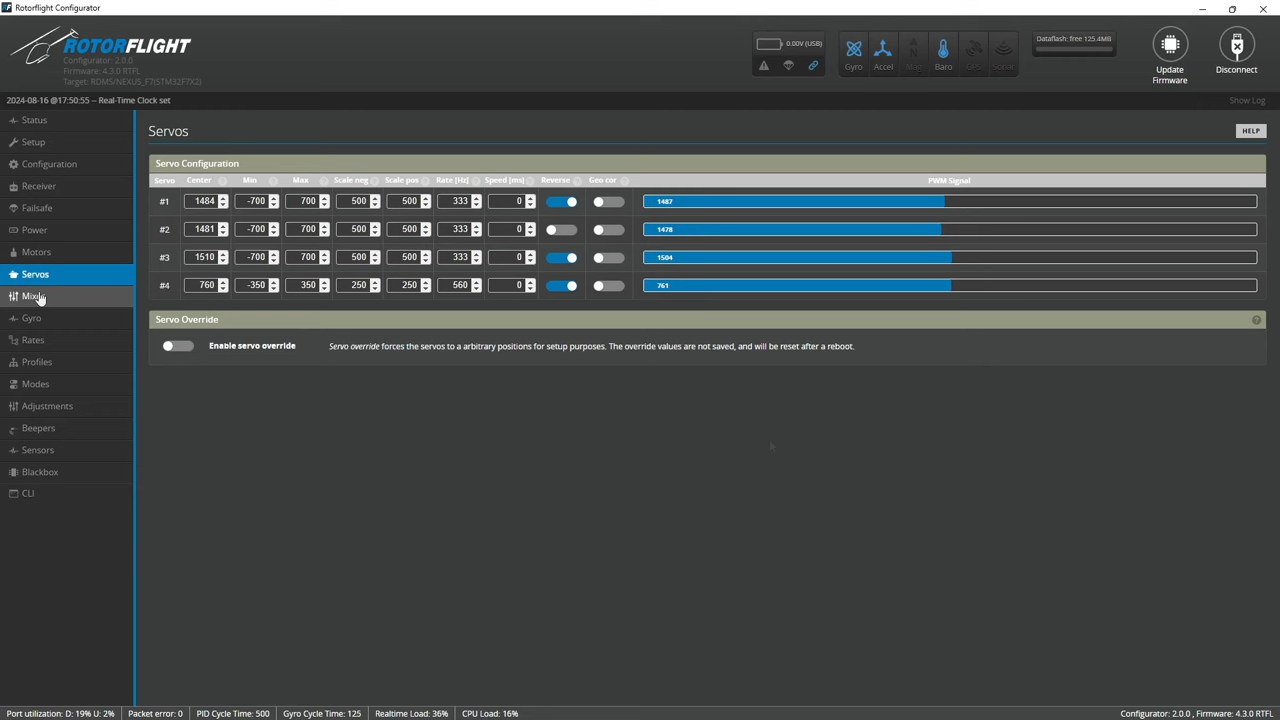 Rotorflight Configurator
ROTORFLIGHT
Configurator: 2.0.0
Firmware: 4.3.0 RTFL
Target: RDMS/NEXUS_F7(STM32F7X2)
0.00V (USB)
Gyro Accel Mag Baro GPS Sonar
Dataflash: free 125.4MB
Update
Firmware
Disconnect
2024-08-16 @17:50:55 -- Real-Time Clock set
Show Log
Status
Setup
Configuration
Receiver
Failsafe
Power
Motors
Servos
Gyro
Rates
Profiles
Modes
Adjustments
Beepers
Sensors
Blackbox
CLI
Servos
HELP
Servo Configuration
Servo Center Min Max Scale neg Scale pos Rate [Hz] Speed [ms] Reverse Geo cor PWM Signal
#1 1484 -700 700 500 500 333 0 1487
#2 1481 -700 700 500 500 333 0 1478
#3 1510 -700 700 500 500 333 0 1504
#4 760 -350 350 250 250 560 0 761
Servo Override
Enable servo override Servo override forces the servos to a arbitrary positions for setup purposes. The override values are not saved, and will be reset after a reboot.
Port utilization: D: 19% U: 2% Packet error: 0 PID Cycle Time: 500 Gyro Cycle Time: 125 Realtime Load: 36% CPU Load: 16% Configurator: 2.0.0 , Firmware: 4.3.0 RTFL